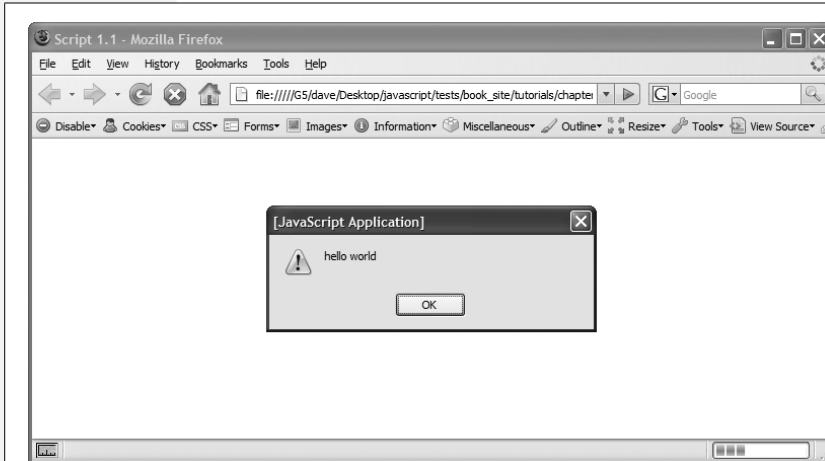 Script 1.1 - Mozilla Firefox
File Edit View History Bookmarks Tools Help
file://///G5/dave/Desktop/javascript/tests/book_site/tutorials/chapter G Google
Disable Cookies CSS Forms Images Information Miscellaneous Outline Resize Tools View Source
[JavaScript Application]
hello world
OK